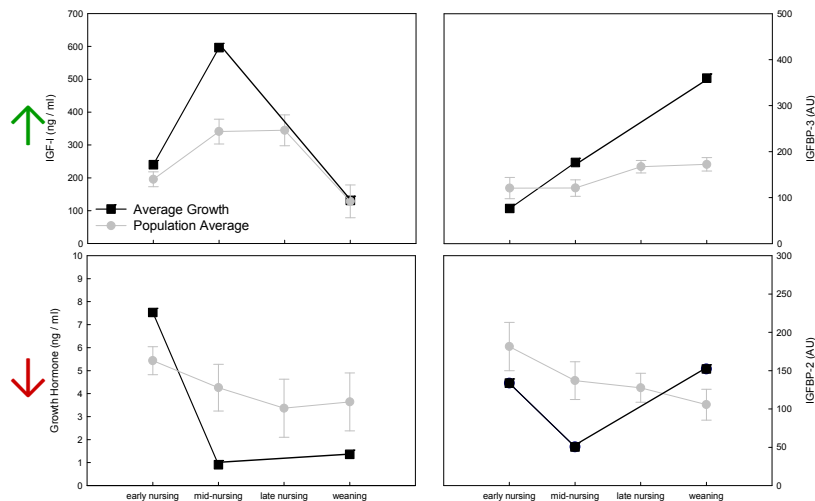 700
600
500
400
300
200
100
0
IGF-I (ng / ml)
Average Growth
Population Average
500
400
300
200
100
0
IGFBP-3 (AU)
10
9
8
7
6
5
4
3
2
1
0
Growth Hormone (ng / ml)
early nursing
mid-nursing
late nursing
weaning
300
250
200
150
100
50
0
IGFBP-2 (AU)
early nursing
mid-nursing
late nursing
weaning